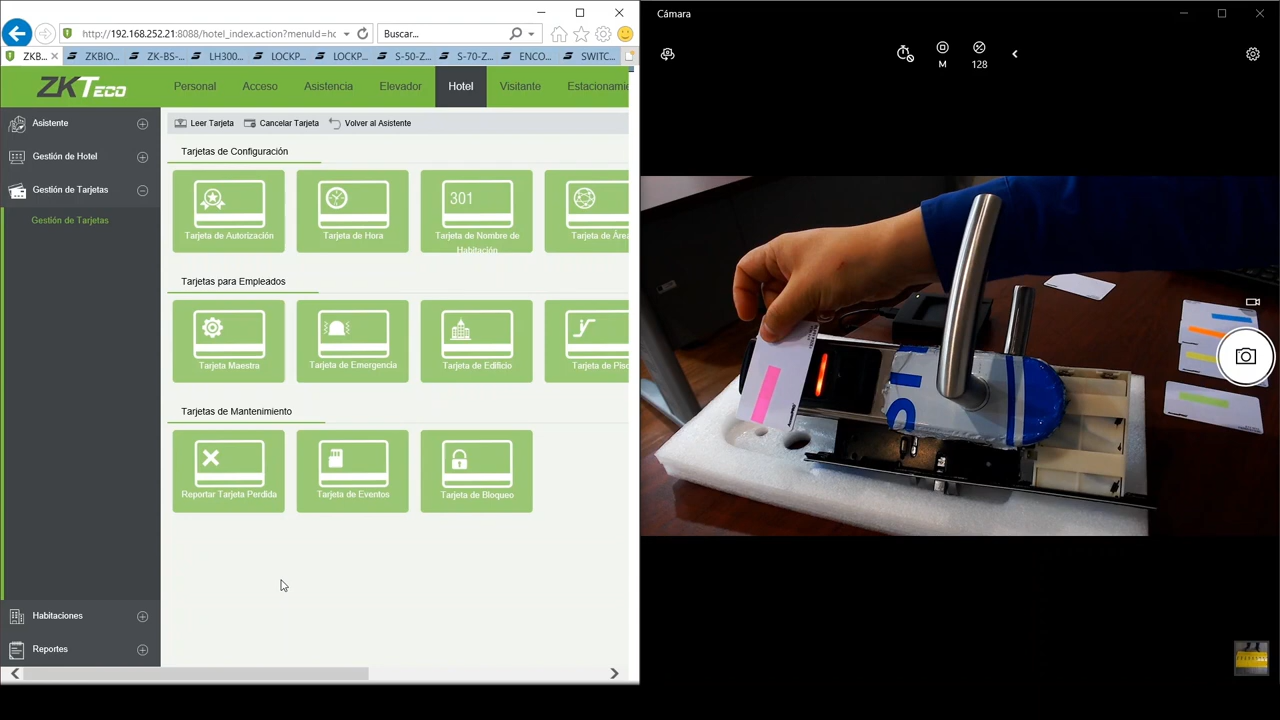 http://192.168.252.21:8088/hotel_index.action?menuId=hc
Buscar...
ZKB...
ZKBIO...
ZK-BS-...
LH300...
LOCKP...
LOCKP...
S-50-Z...
S-70-Z...
ENCO...
SWITC...
ZKTECO
Personal
Acceso
Asistencia
Elevador
Hotel
Visitante
Estacionamie
Asistente
Gestión de Hotel
Gestión de Tarjetas
Gestión de Tarjetas
Habitaciones
Reportes
Leer Tarjeta
Cancelar Tarjeta
Volver al Asistente
Tarjetas de Configuración
Tarjeta de Autorización
Tarjeta de Hora
301
Tarjeta de Nombre de
Habitación
Tarjeta de Área
Tarjetas para Empleados
Tarjeta Maestra
Tarjeta de Emergencia
Tarjeta de Edificio
Tarjeta de Piso
Tarjetas de Mantenimiento
Reportar Tarjeta Perdida
Tarjeta de Eventos
Tarjeta de Bloqueo
Cámara
M
128